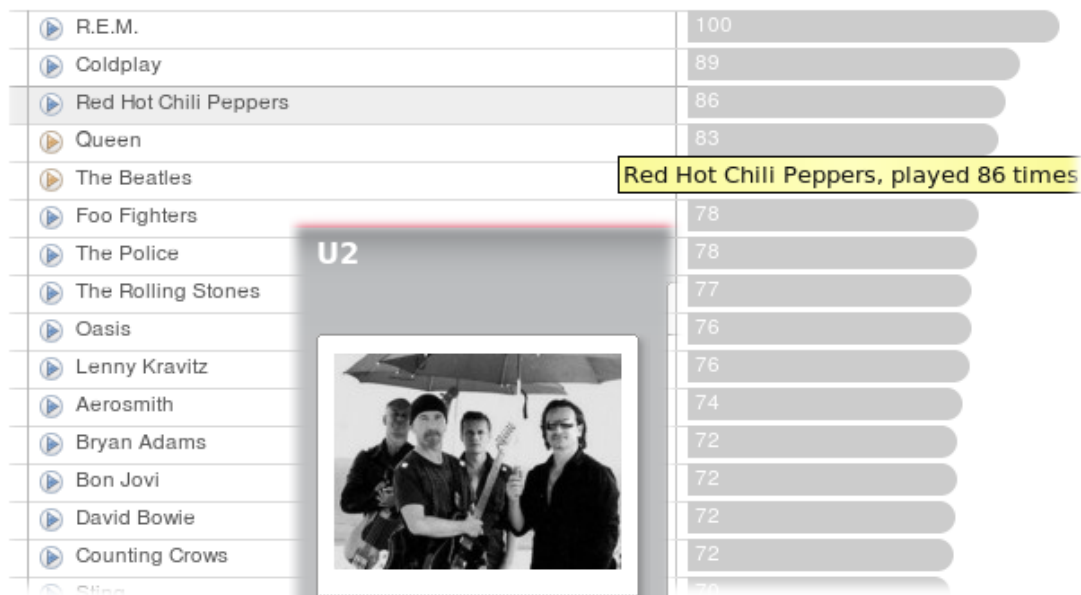 R.E.M. 100
Coldplay 89
Red Hot Chili Peppers 86
Queen 83
The Beatles
Red Hot Chili Peppers, played 86 times
Foo Fighters 78
U2
The Police 78
The Rolling Stones 77
Oasis 76
Lenny Kravitz 76
Aerosmith 74
Bryan Adams 72
Bon Jovi 72
David Bowie 72
Counting Crows 72
Sting 70